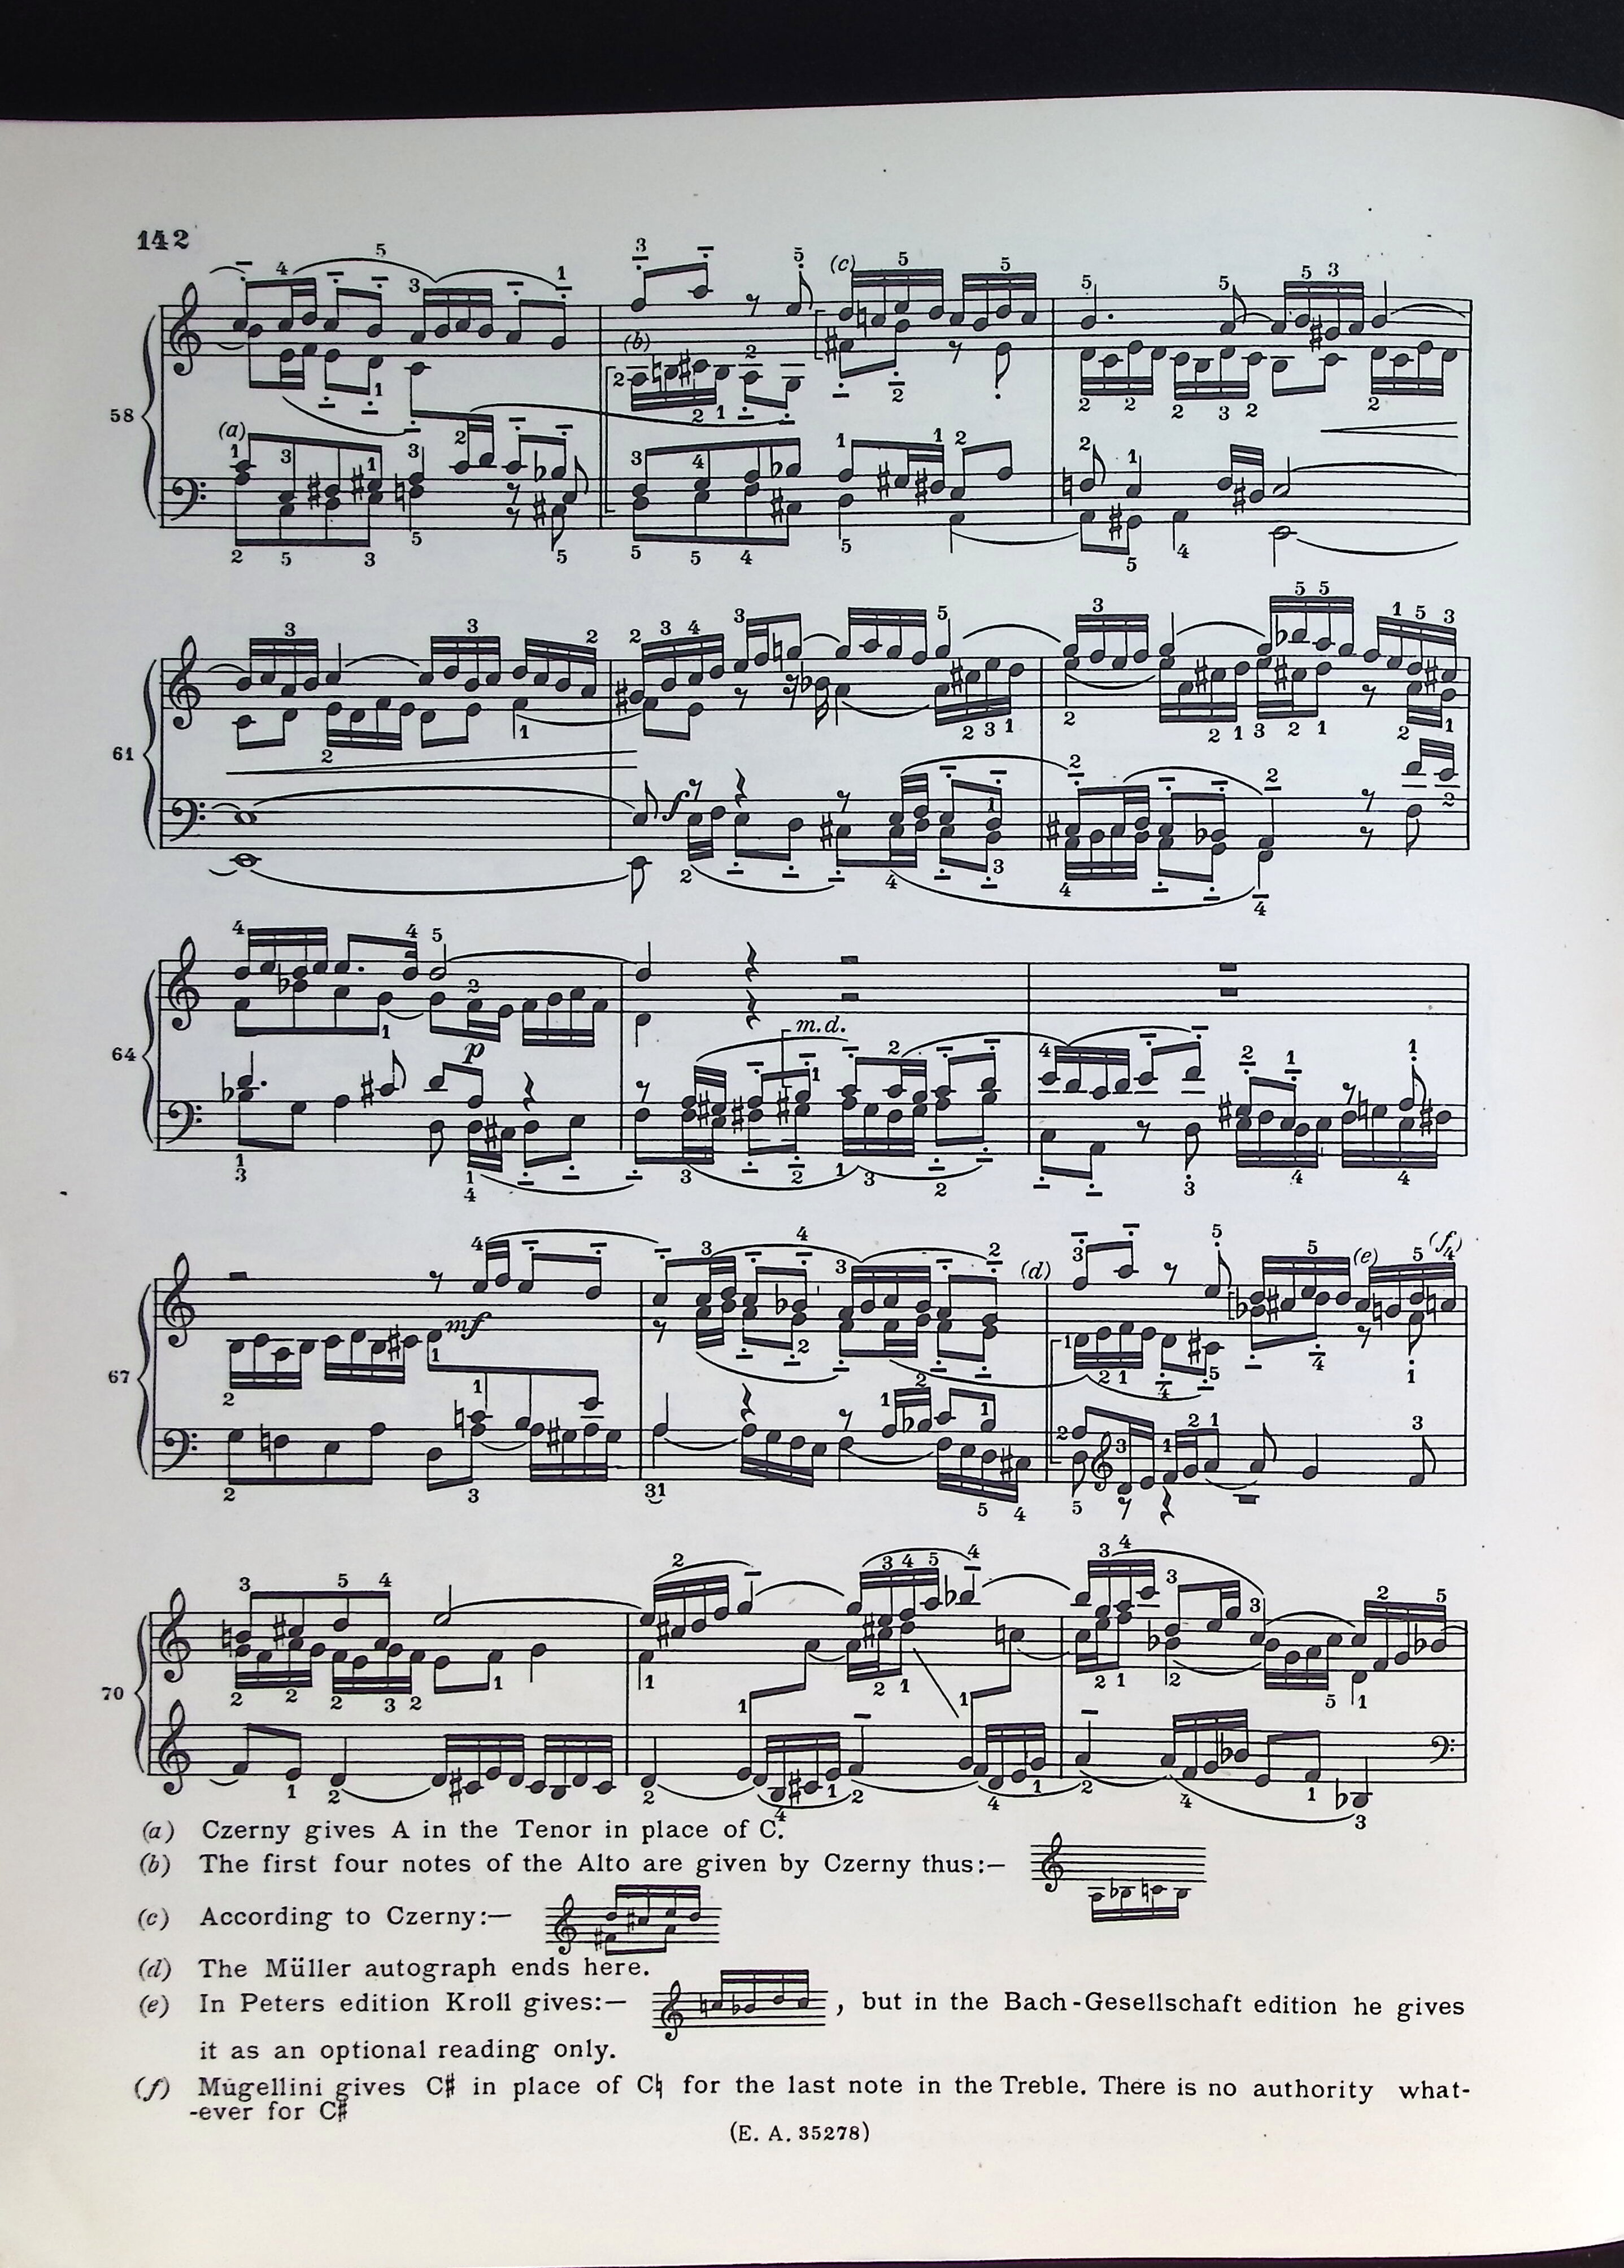 142
(a)
(b)
(c)
58
61
f
64
p
m.d.
67
mf
(d)
(e)
(f)
70
(a) Czerny gives A in the Tenor in place of C.
(b) The first four notes of the Alto are given by Czerny thus:—
(c) According to Czerny:—
(d) The Müller autograph ends here.
(e) In Peters edition Kroll gives:— , but in the Bach-Gesellschaft edition he gives
it as an optional reading only.
(f) Mugellini gives C♯ in place of C♮ for the last note in the Treble. There is no authority what-
-ever for C♯
(E. A. 35278)